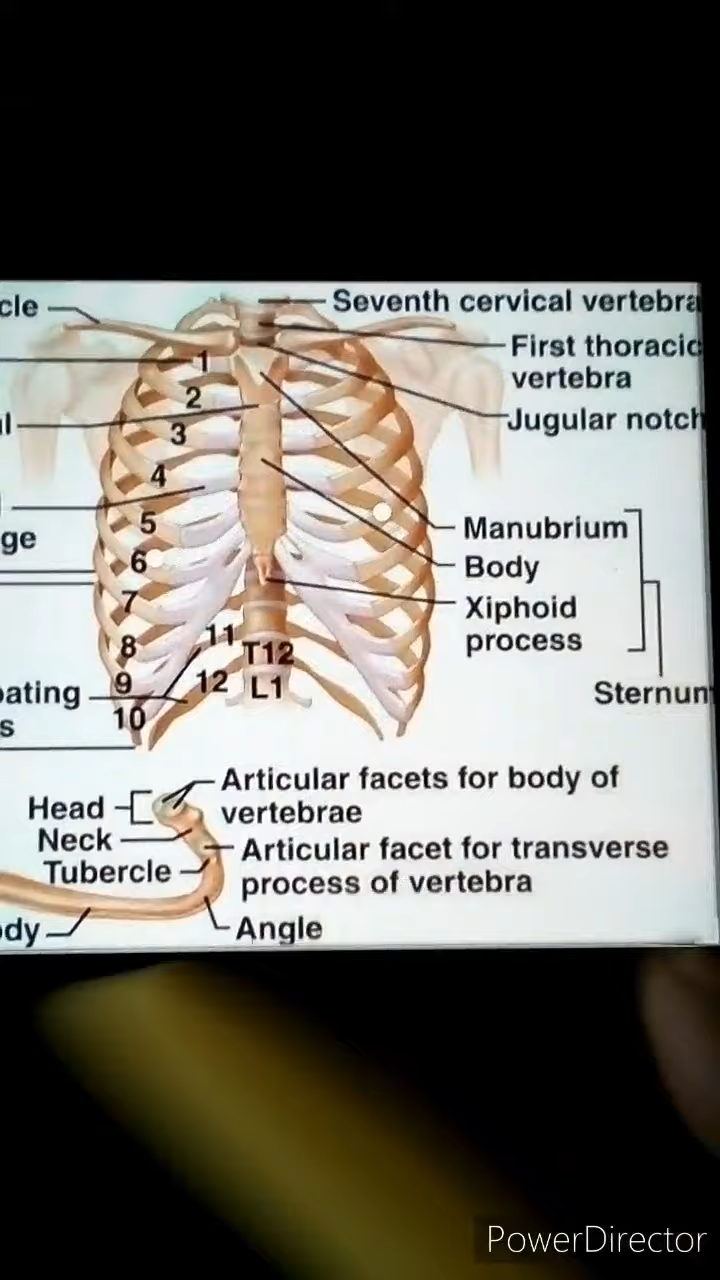 cle
Seventh cervical vertebra
First thoracic
vertebra
1
2
Jugular notch
l
3
4
5
Manubrium
ge
6
Body
7
Xiphoid
process
11
8
T12
9
12
L1
Sternum
oating
s
10
Articular facets for body of
vertebrae
Head
Neck
Articular facet for transverse
process of vertebra
Tubercle
ody
Angle
PowerDirector